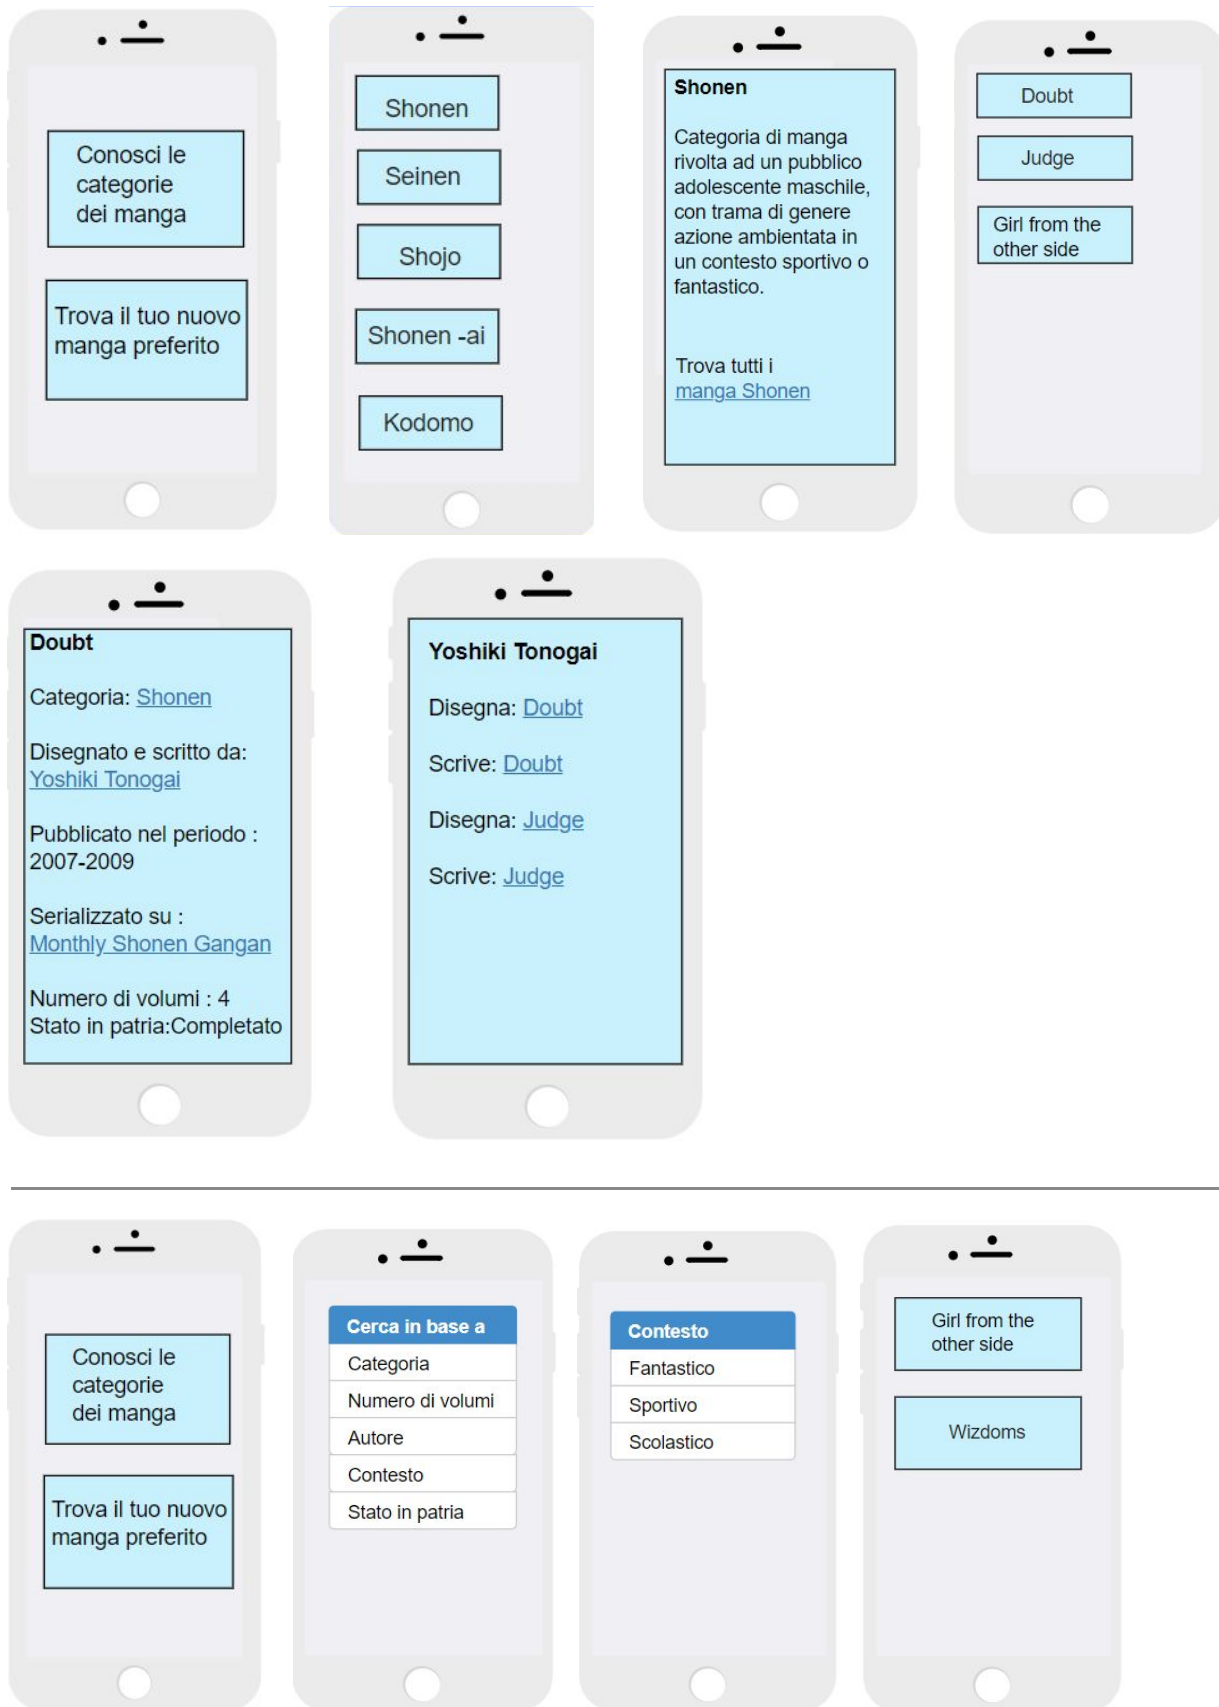 Conosci le
categorie
dei manga
Trova il tuo nuovo
manga preferito
Shonen
Seinen
Shojo
Shonen -ai
Kodomo
Shonen
Categoria di manga
rivolta ad un pubblico
adolescente maschile,
con trama di genere
azione ambientata in
un contesto sportivo o
fantastico.
Trova tutti i
manga Shonen
Doubt
Judge
Girl from the
other side
Doubt
Categoria: Shonen
Disegnato e scritto da:
Yoshiki Tonogai
Pubblicato nel periodo :
2007-2009
Serializzato su :
Monthly Shonen Gangan
Numero di volumi : 4
Stato in patria:Completato
Yoshiki Tonogai
Disegna: Doubt
Scrive: Doubt
Disegna: Judge
Scrive: Judge
Conosci le
categorie
dei manga
Trova il tuo nuovo
manga preferito
Cerca in base a
Categoria
Numero di volumi
Autore
Contesto
Stato in patria
Contesto
Fantastico
Sportivo
Scolastico
Girl from the
other side
Wizdoms